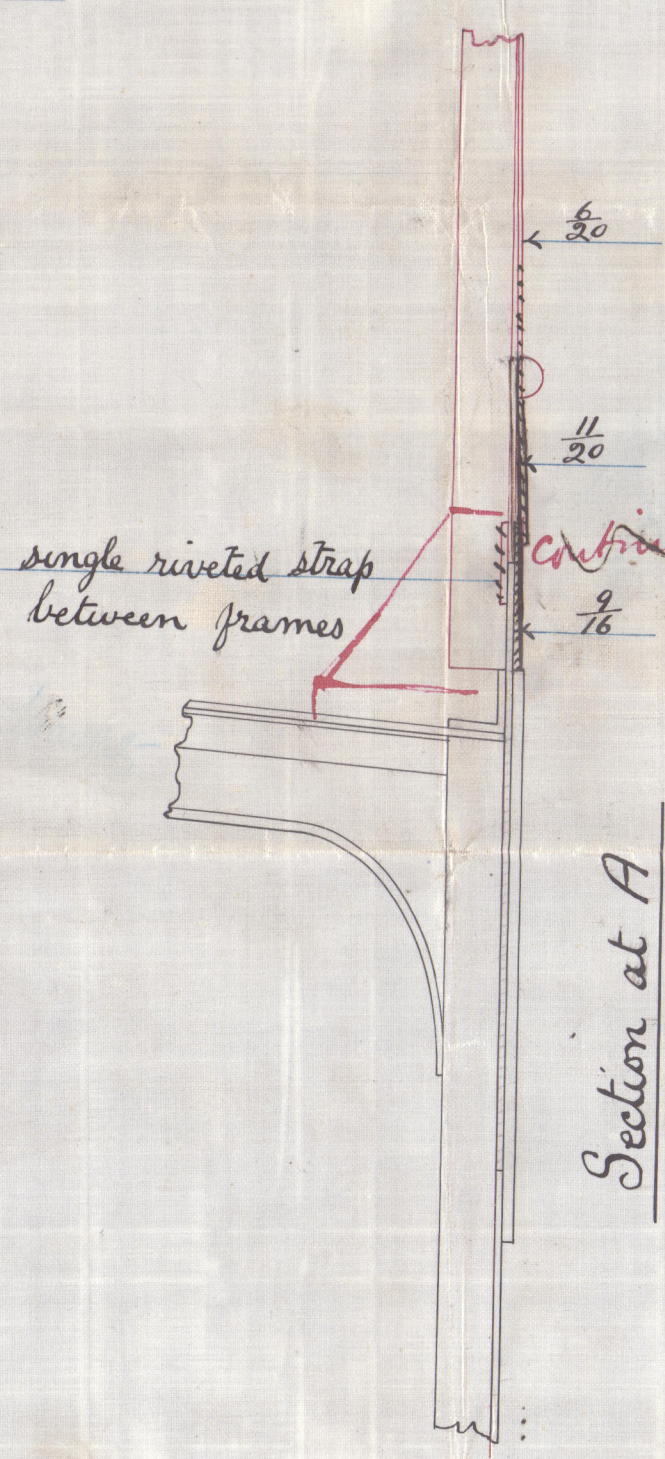 6/20
11/20
single riveted strap
between frames
9/16
Section at A